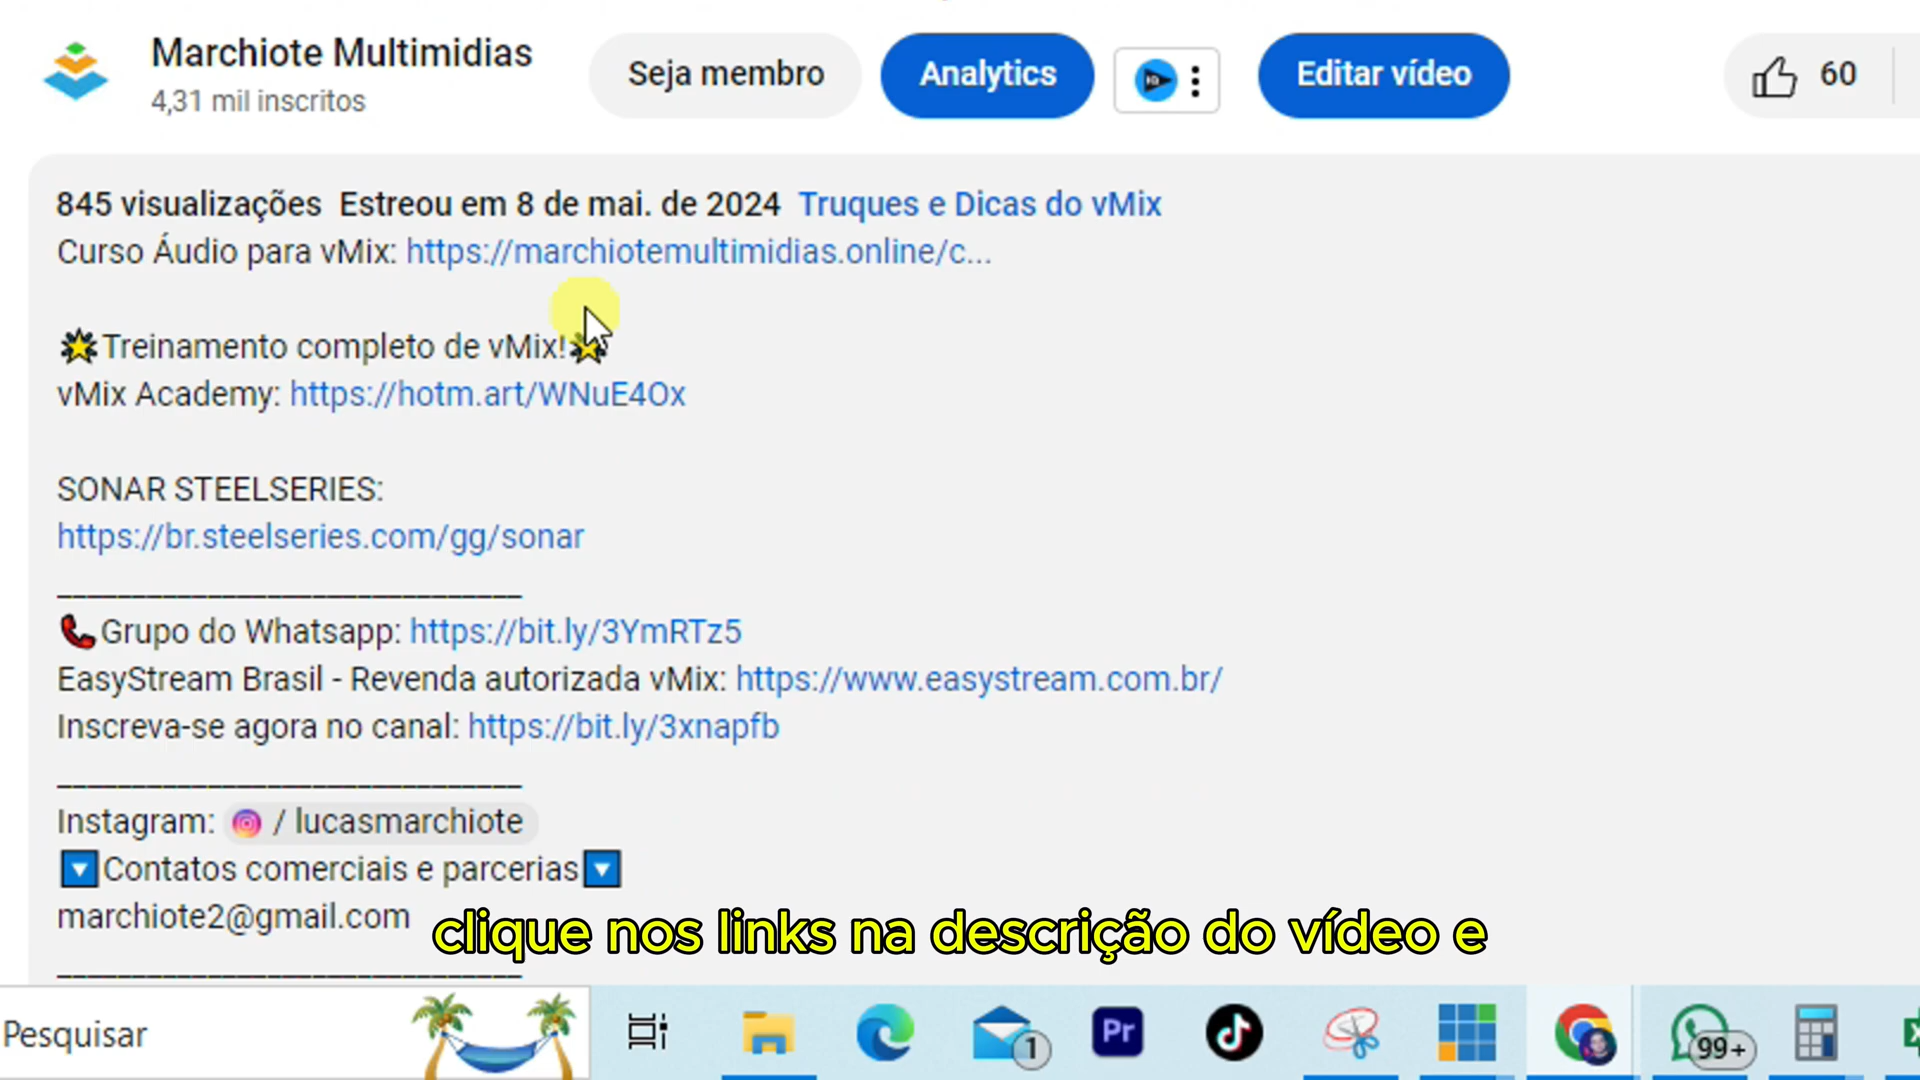 Marchiote Multimidias
4,31 mil inscritos
Seja membro
Analytics
Editar vídeo
60
845 visualizações Estreou em 8 de mai. de 2024 Truques e Dicas do vMix
Curso Áudio para vMix: https://marchiotemultimidias.online/c...
🌟Treinamento completo de vMix!🌟
vMix Academy: https://hotm.art/WNuE4Ox
SONAR STEELSERIES:
https://br.steelseries.com/gg/sonar
______________________________
📞Grupo do Whatsapp: https://bit.ly/3YmRTz5
EasyStream Brasil - Revenda autorizada vMix: https://www.easystream.com.br/
Inscreva-se agora no canal: https://bit.ly/3xnapfb
______________________________
Instagram: / lucasmarchiote
🔽Contatos comerciais e parcerias🔽
marchiote2@gmail.com
______________________________
clique nos links na descrição do vídeo e
Pesquisar
1
Pr
99+